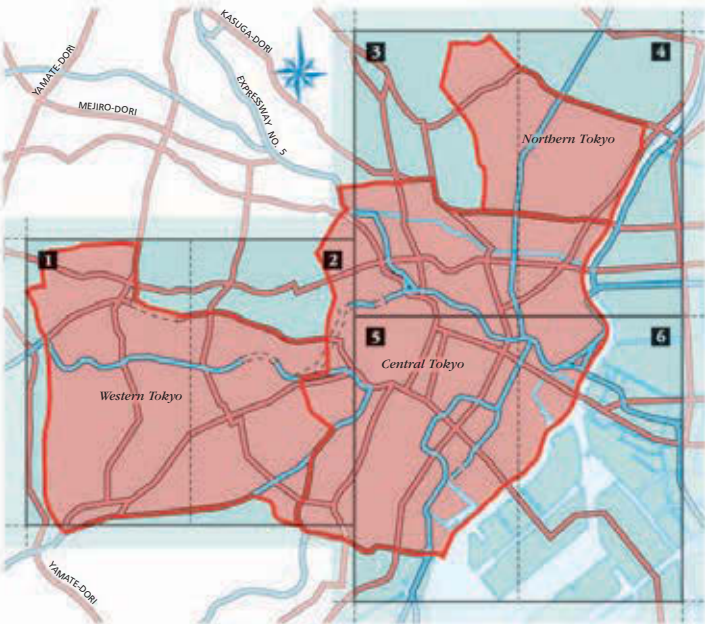 KASUGA-DORI
YAMATE-DORI
3
4
MEJIRO-DORI
EXPRESSWAY NO. 5
Northern Tokyo
1
2
5
6
Central Tokyo
Western Tokyo
YAMATE-DORI